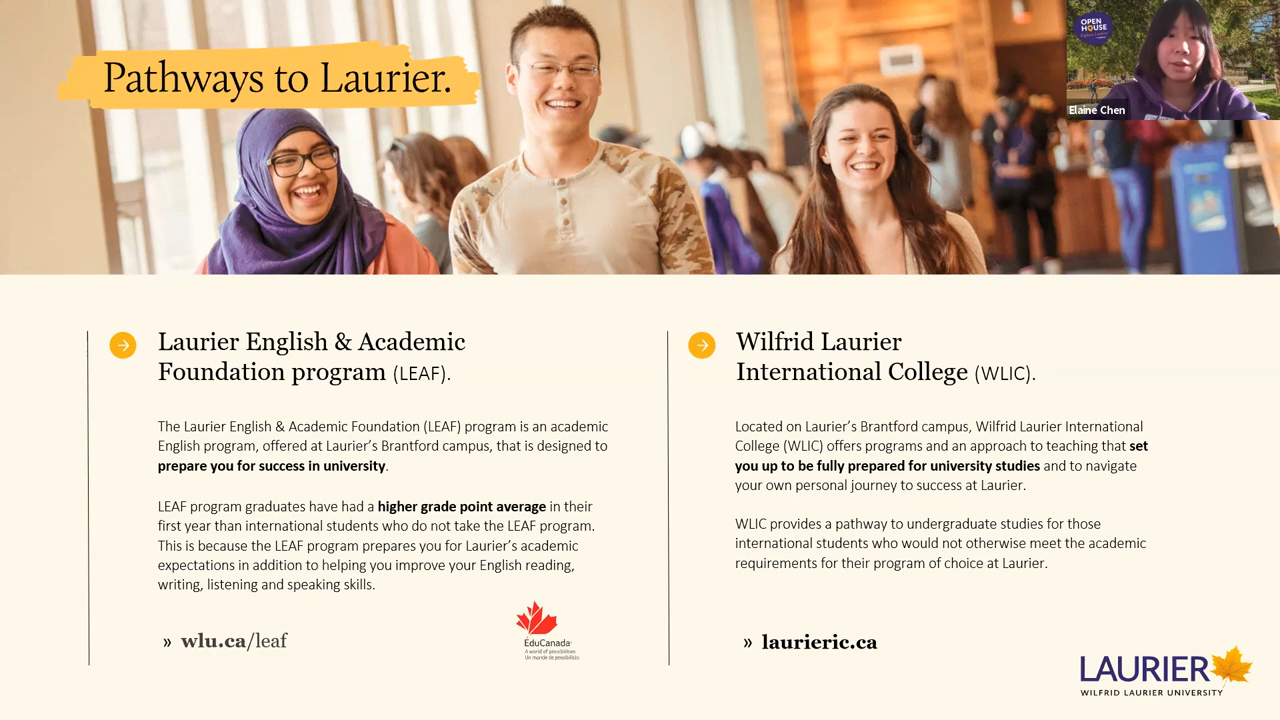 Pathways to Laurier.
OPEN
HOUSE
Elaine Chen
Laurier English & Academic
Foundation program (LEAF).
The Laurier English & Academic Foundation (LEAF) program is an academic
English program, offered at Laurier’s Brantford campus, that is designed to
prepare you for success in university.
LEAF program graduates have had a higher grade point average in their
first year than international students who do not take the LEAF program.
This is because the LEAF program prepares you for Laurier’s academic
expectations in addition to helping you improve your English reading,
writing, listening and speaking skills.
» wlu.ca/leaf
EduCanada
A world of possibilities
Un monde de possibilités
Wilfrid Laurier
International College (WLIC).
Located on Laurier’s Brantford campus, Wilfrid Laurier International
College (WLIC) offers programs and an approach to teaching that set
you up to be fully prepared for university studies and to navigate
your own personal journey to success at Laurier.
WLIC provides a pathway to undergraduate studies for those
international students who would not otherwise meet the academic
requirements for their program of choice at Laurier.
» laurieric.ca
LAURIER
WILFRID LAURIER UNIVERSITY